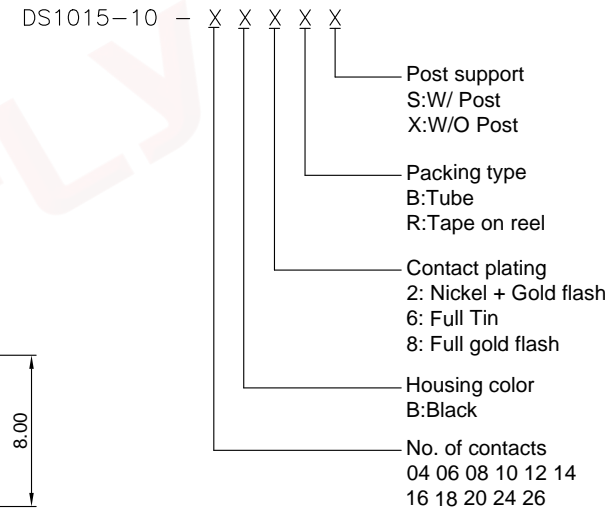 DS1015-10 - X X X X X
Post support
S:W/ Post
X:W/O Post
Packing type
B:Tube
R:Tape on reel
Contact plating
2: Nickel + Gold flash
6: Full Tin
8: Full gold flash
Housing color
B:Black
8.00
No. of contacts
04 06 08 10 12 14
16 18 20 24 26